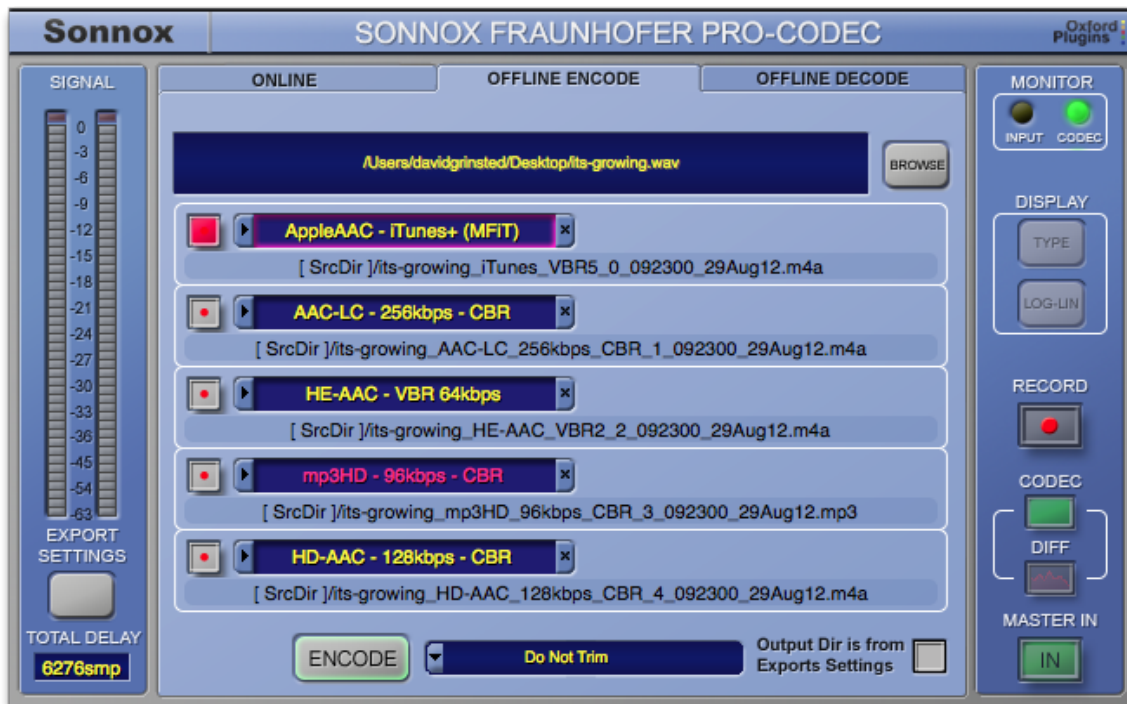 Sonnox
SONNOX FRAUNHOFER PRO-CODEC
Oxford
Plugins
SIGNAL
0
-3
-6
-9
-12
-15
-18
-21
-24
-27
-30
-33
-36
-45
-54
-63
EXPORT
SETTINGS
TOTAL DELAY
6276smp
ONLINE
OFFLINE ENCODE
OFFLINE DECODE
/Users/davidgrinsted/Desktop/its-growing.wav
BROWSE
AppleAAC - iTunes+ (MFiT)
x
[ SrcDir ]/its-growing_iTunes_VBR5_0_092300_29Aug12.m4a
AAC-LC - 256kbps - CBR
x
[ SrcDir ]/its-growing_AAC-LC_256kbps_CBR_1_092300_29Aug12.m4a
HE-AAC - VBR 64kbps
x
[ SrcDir ]/its-growing_HE-AAC_VBR2_2_092300_29Aug12.m4a
mp3HD - 96kbps - CBR
x
[ SrcDir ]/its-growing_mp3HD_96kbps_CBR_3_092300_29Aug12.mp3
HD-AAC - 128kbps - CBR
x
[ SrcDir ]/its-growing_HD-AAC_128kbps_CBR_4_092300_29Aug12.m4a
ENCODE
Do Not Trim
Output Dir is from
Exports Settings
MONITOR
INPUT CODEC
DISPLAY
TYPE
LOG-LIN
RECORD
CODEC
DIFF
MASTER IN
IN